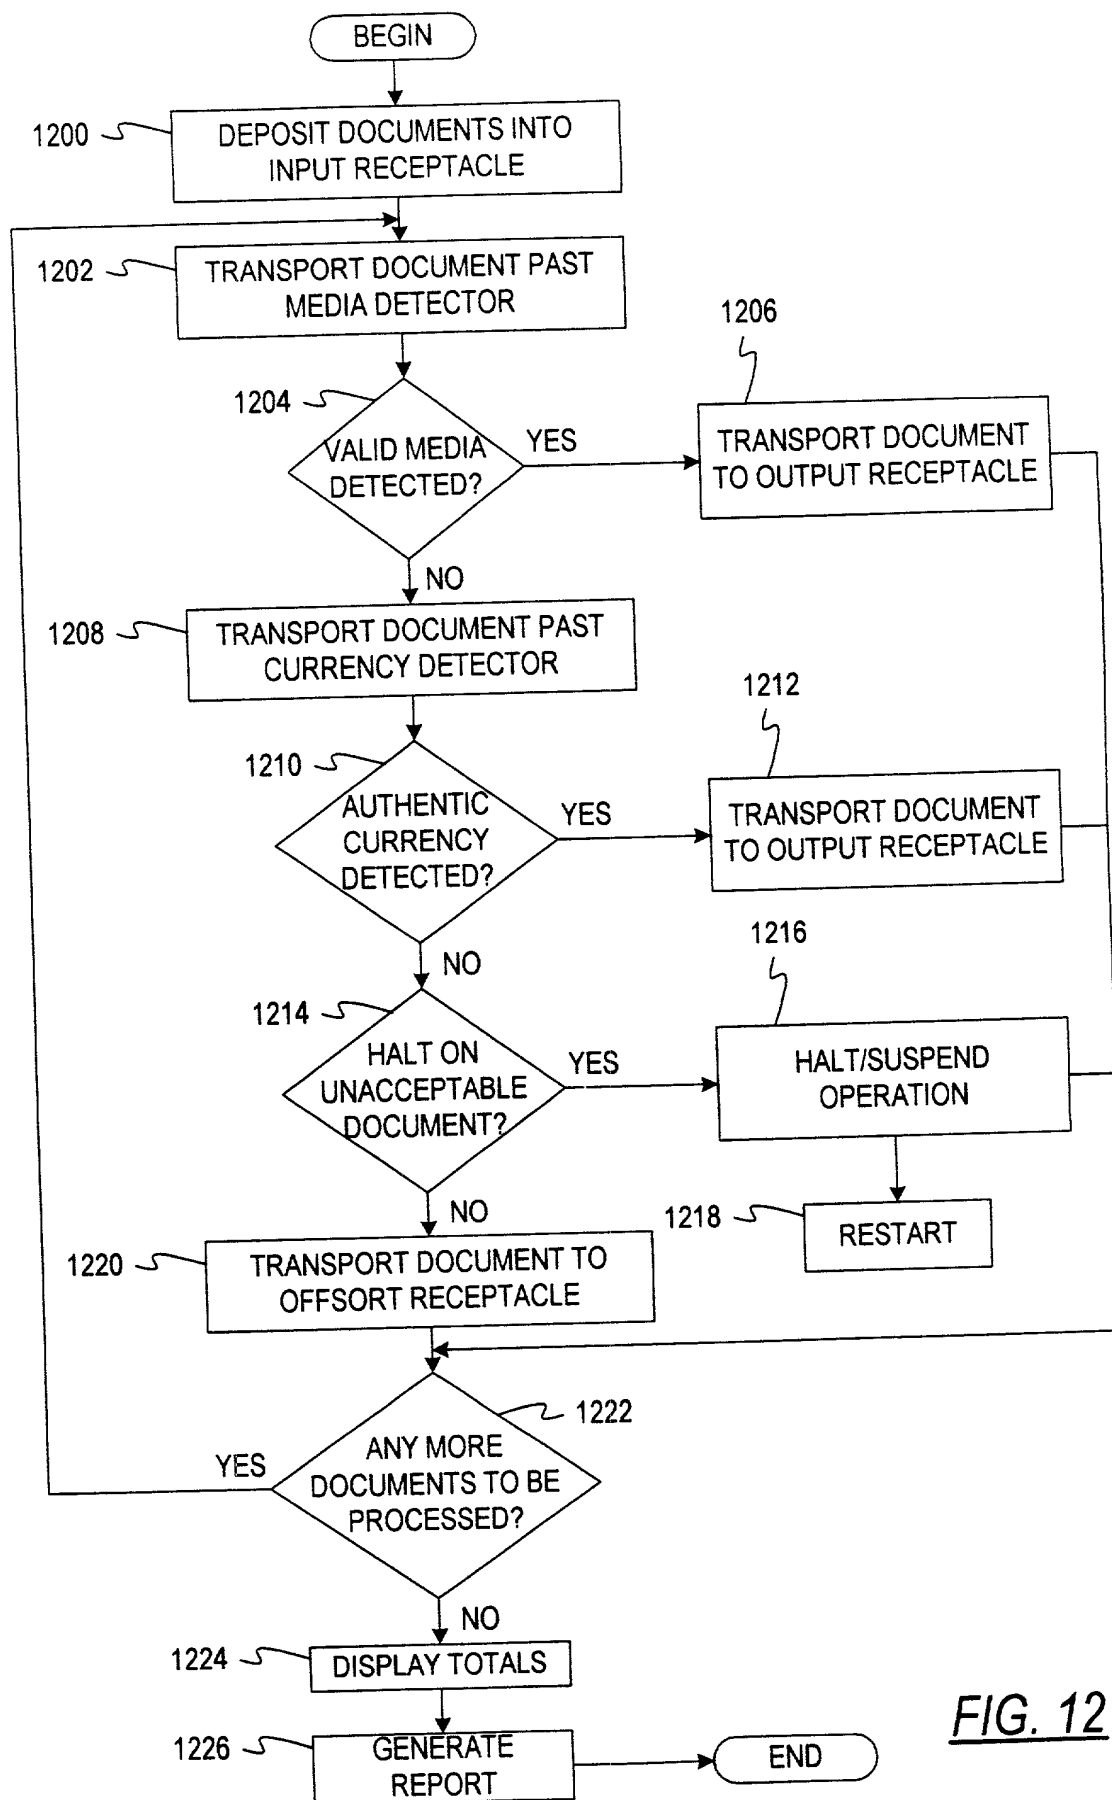 BEGIN
1200
DEPOSIT DOCUMENTS INTO
INPUT RECEPTACLE
1202
TRANSPORT DOCUMENT PAST
MEDIA DETECTOR
1204
VALID MEDIA
DETECTED?
YES
1206
TRANSPORT DOCUMENT
TO OUTPUT RECEPTACLE
NO
1208
TRANSPORT DOCUMENT PAST
CURRENCY DETECTOR
1210
AUTHENTIC
CURRENCY
DETECTED?
YES
1212
TRANSPORT DOCUMENT
TO OUTPUT RECEPTACLE
NO
1214
HALT ON
UNACCEPTABLE
DOCUMENT?
YES
1216
HALT/SUSPEND
OPERATION
1218
RESTART
NO
1220
TRANSPORT DOCUMENT TO
OFFSORT RECEPTACLE
1222
ANY MORE
DOCUMENTS TO BE
PROCESSED?
YES
NO
1224
DISPLAY TOTALS
1226
GENERATE
REPORT
END
FIG. 12